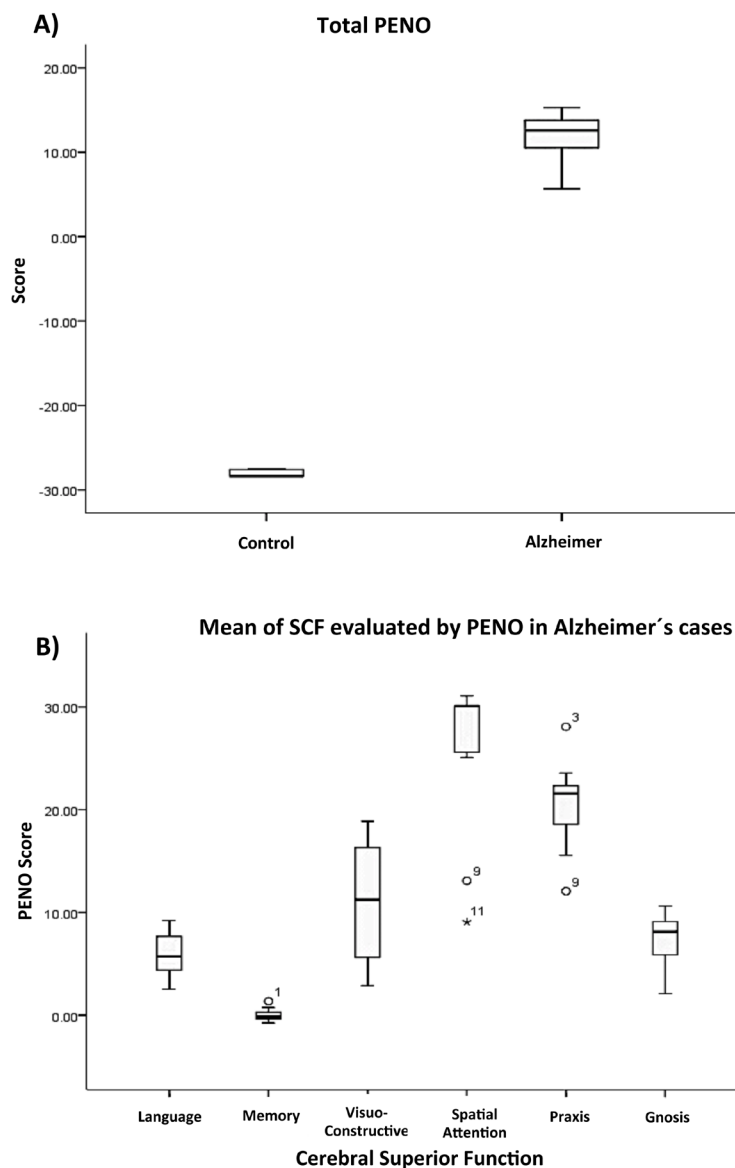 A)
Total PENO
20.00
10.00
0.00
-10.00
-20.00
-30.00
Score
Control Alzheimer
B)
Mean of SCF evaluated by PENO in Alzheimer´s cases
30.00
20.00
10.00
0.00
PENO Score
3
9
9
11
1
Language Memory Visuo- Spatial Praxis Gnosis
Constructive Attention
Cerebral Superior Function